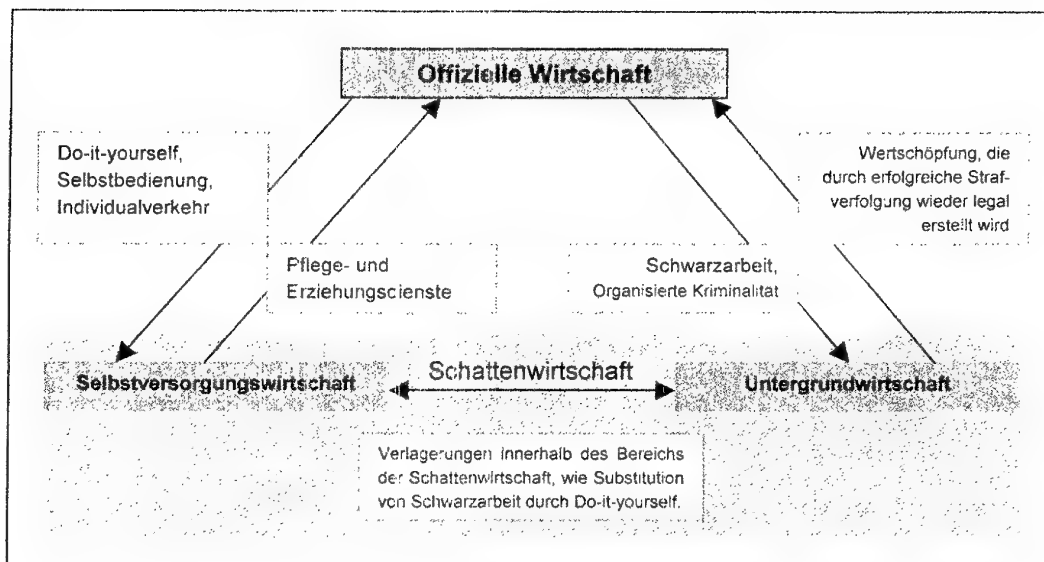 Offizielle Wirtschaft
Do-it-yourself,
Selbstbedienung,
Individualverkehr
Wertschöpfung, die
durch erfolgreiche Straf-
verfolgung wieder legal
erstellt wird
Pflege- und
Erziehungsdienste
Schwarzarbeit,
Organisierte Kriminalität
Selbstversorgungswirtschaft
Schattenwirtschaft
Untergrundwirtschaft
Verlagerungen innerhalb des Bereichs
der Schattenwirtschaft, wie Substitution
von Schwarzarbeit durch Do-it-yourself.